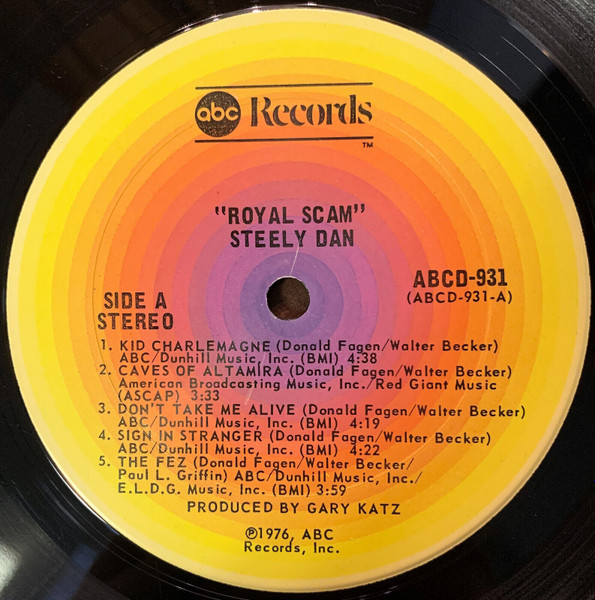 abc Records
TM
"ROYAL SCAM"
STEELY DAN
ABCD-931
(ABCD-931-A)
SIDE A
STEREO
1. KID CHARLEMAGNE (Donald Fagen/Walter Becker)
ABC/Dunhill Music, Inc. (BMI) 4:38
2. CAVES OF ALTAMIRA (Donald Fagen/Walter Becker)
American Broadcasting Music, Inc./Red Giant Music
(ASCAP) 3:33
3. DON'T TAKE ME ALIVE (Donald Fagen/Walter Becker)
ABC/Dunhill Music, Inc. (BMI) 4:19
4. SIGN IN STRANGER (Donald Fagen/Walter Becker)
ABC/Dunhill Music, Inc. (BMI) 4:22
5. THE FEZ (Donald Fagen/Walter Becker/
Paul L. Griffin) ABC/Dunhill Music, Inc./
E.L.D.G. Music, Inc. (BMI) 3:59
PRODUCED BY GARY KATZ
℗1976, ABC
Records, Inc.